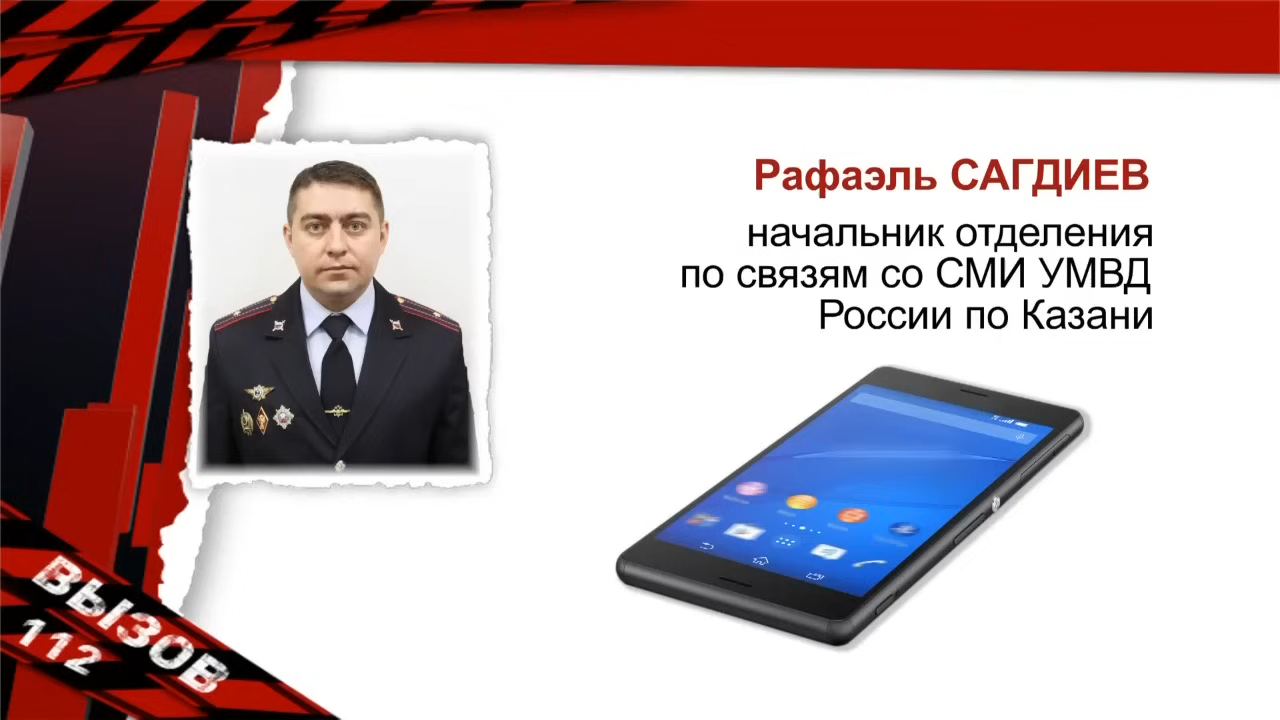 Рафаэль САГДИЕВ
начальник отделения
по связям со СМИ УМВД
России по Казани
ВЫЗОВ
112